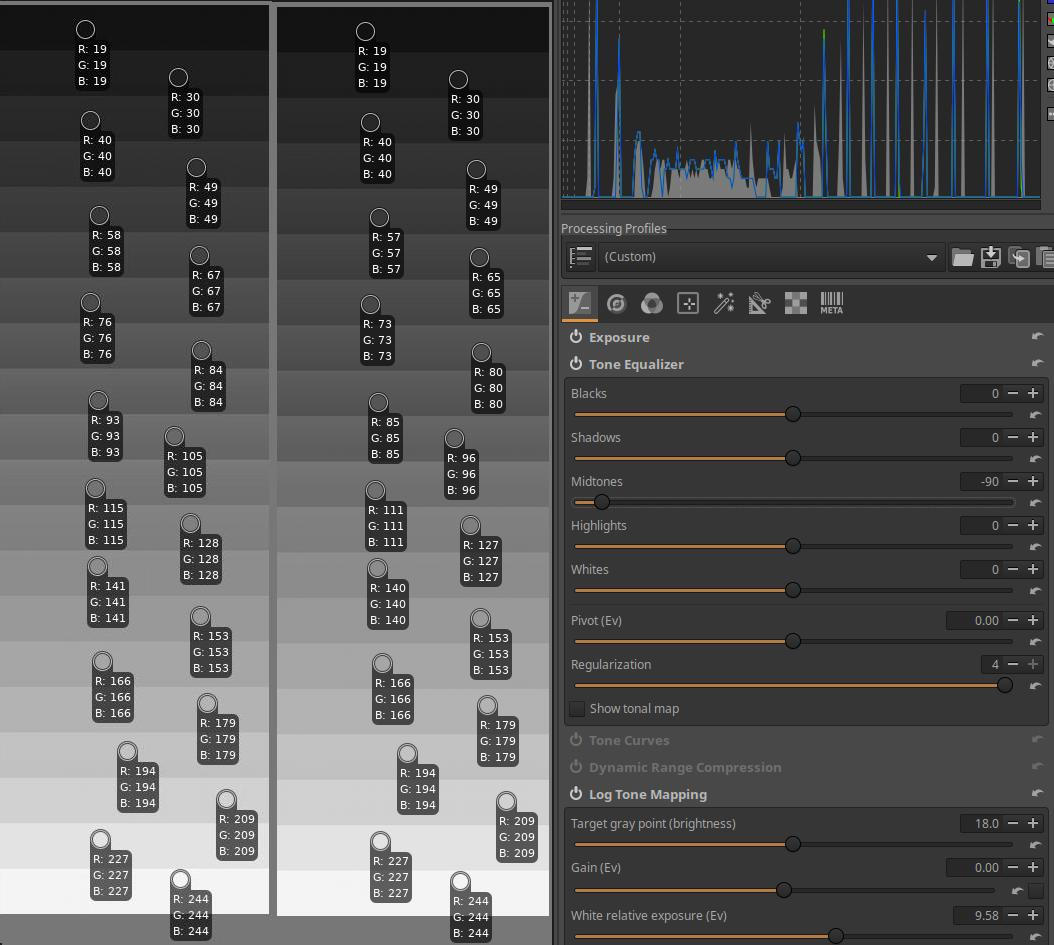 R: 19
G: 19
B: 19
R: 30
G: 30
B: 30
R: 40
G: 40
B: 40
R: 49
G: 49
B: 49
R: 58
G: 58
B: 58
R: 67
G: 67
B: 67
R: 76
G: 76
B: 76
R: 84
G: 84
B: 84
R: 93
G: 93
B: 93
R: 105
G: 105
B: 105
R: 115
G: 115
B: 115
R: 128
G: 128
B: 128
R: 141
G: 141
B: 141
R: 153
G: 153
B: 153
R: 166
G: 166
B: 166
R: 179
G: 179
B: 179
R: 194
G: 194
B: 194
R: 209
G: 209
B: 209
R: 227
G: 227
B: 227
R: 244
G: 244
B: 244
R: 19
G: 19
B: 19
R: 30
G: 30
B: 30
R: 40
G: 40
B: 40
R: 49
G: 49
B: 49
R: 57
G: 57
B: 57
R: 65
G: 65
B: 65
R: 73
G: 73
B: 73
R: 80
G: 80
B: 80
R: 85
G: 85
B: 85
R: 96
G: 96
B: 96
R: 111
G: 111
B: 111
R: 127
G: 127
B: 127
R: 140
G: 140
B: 140
R: 153
G: 153
B: 153
R: 166
G: 166
B: 166
R: 179
G: 179
B: 179
R: 194
G: 194
B: 194
R: 209
G: 209
B: 209
R: 227
G: 227
B: 227
R: 244
G: 244
B: 244
Processing Profiles
(Custom)
META
Exposure
Tone Equalizer
Blacks 0
Shadows 0
Midtones -90
Highlights 0
Whites 0
Pivot (Ev) 0.00
Regularization 4
Show tonal map
Tone Curves
Dynamic Range Compression
Log Tone Mapping
Target gray point (brightness) 18.0
Gain (Ev) 0.00
White relative exposure (Ev) 9.58